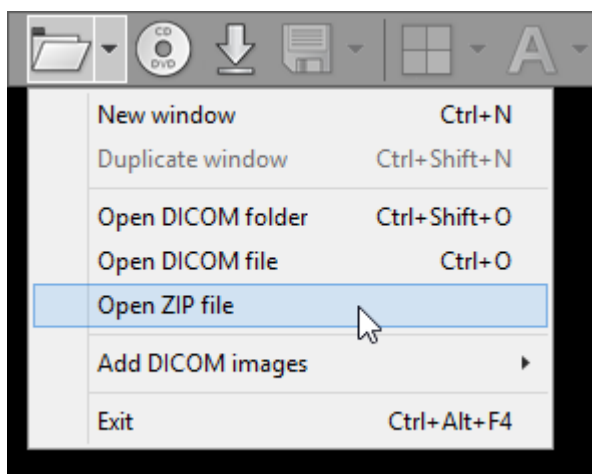 CD
DVD
A
New window Ctrl+N
Duplicate window Ctrl+Shift+N
Open DICOM folder Ctrl+Shift+O
Open DICOM file Ctrl+O
Open ZIP file
Add DICOM images
Exit Ctrl+Alt+F4